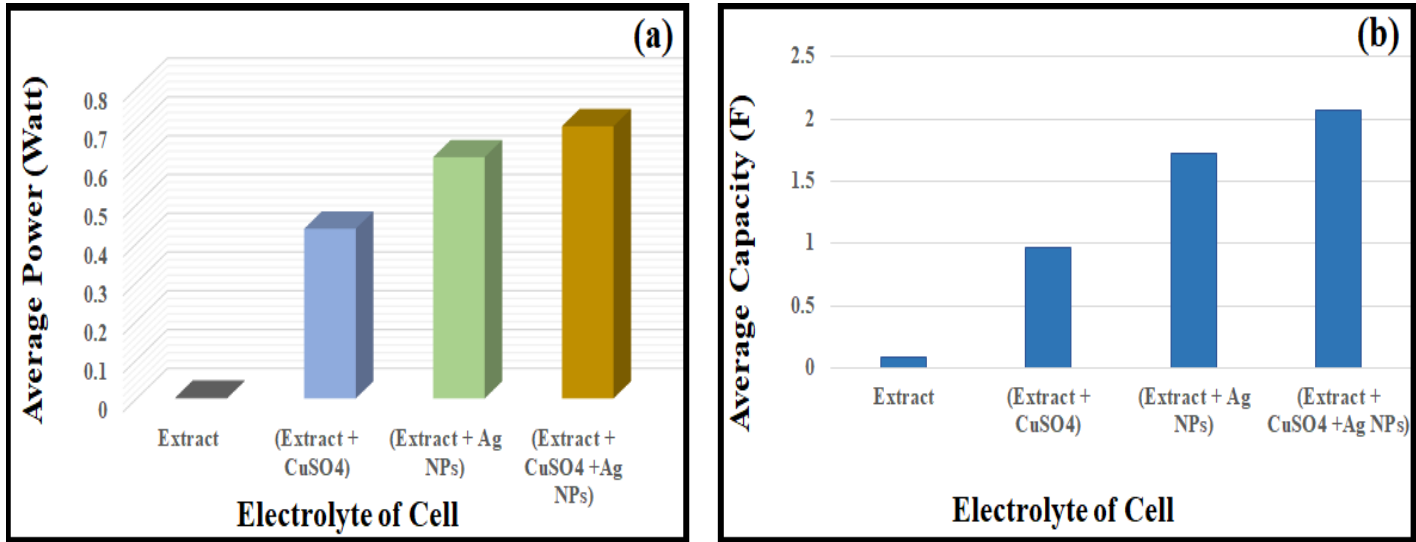 (a)
Average Power (Watt)
0.8
0.7
0.6
0.5
0.4
0.3
0.2
0.1
0
Extract
(Extract +
CuSO4)
(Extract + Ag
NPs)
(Extract +
CuSO4 +Ag
NPs)
Electrolyte of Cell
(b)
Average Capacity (F)
2.5
2
1.5
1
0.5
0
Extract
(Extract +
CuSO4)
(Extract + Ag
NPs)
(Extract +
CuSO4 +Ag NPs)
Electrolyte of Cell